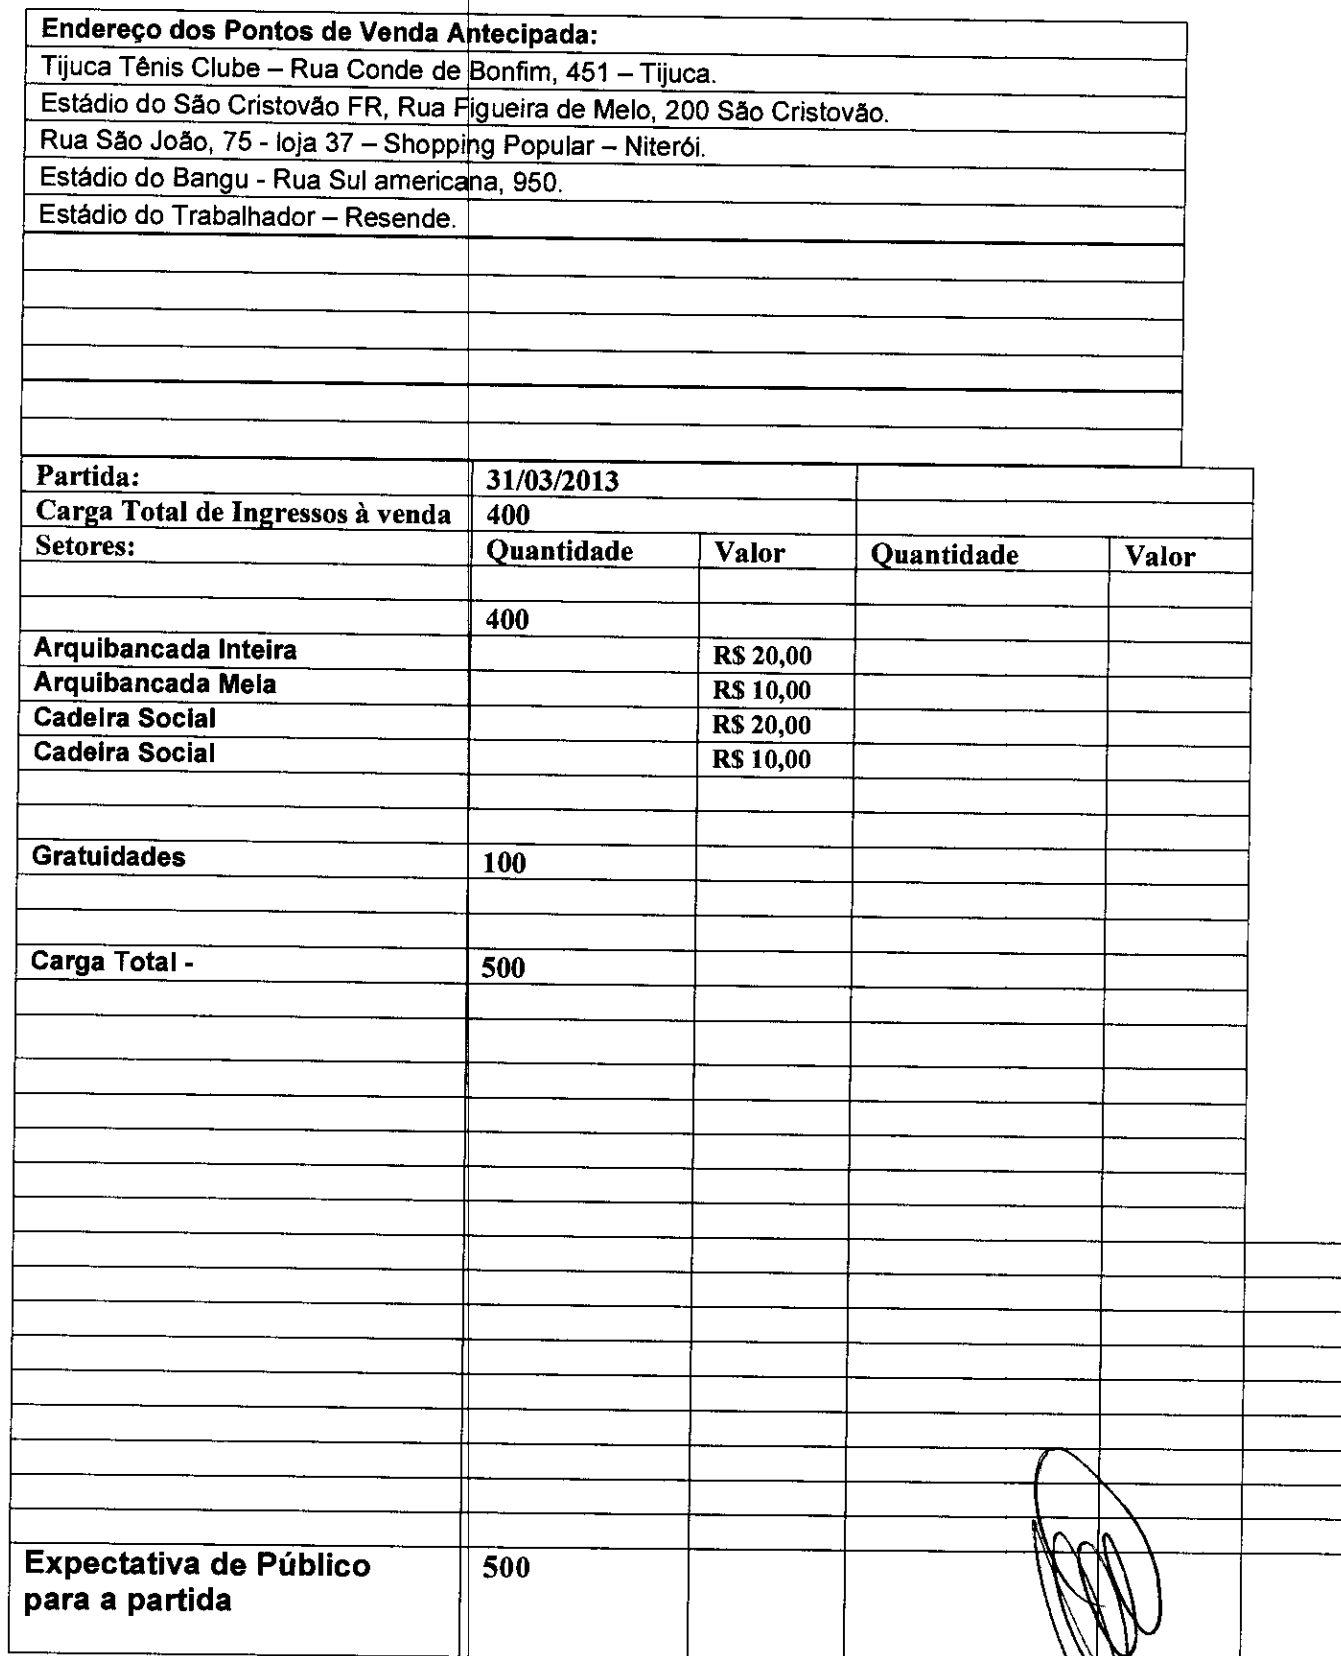 Endereço dos Pontos de Venda Antecipada:
Tijuca Tênis Clube – Rua Conde de Bonfim, 451 – Tijuca.
Estádio do São Cristovão FR, Rua Figueira de Melo, 200 São Cristovão.
Rua São João, 75 - loja 37 – Shopping Popular – Niterói.
Estádio do Bangu - Rua Sul americana, 950.
Estádio do Trabalhador – Resende.
Partida: 31/03/2013
Carga Total de Ingressos à venda 400
Setores: Quantidade Valor Quantidade Valor
400
Arquibancada Inteira R$ 20,00
Arquibancada Meia R$ 10,00
Cadeira Social R$ 20,00
Cadeira Social R$ 10,00
Gratuidades 100
Carga Total - 500
Expectativa de Público 500
para a partida